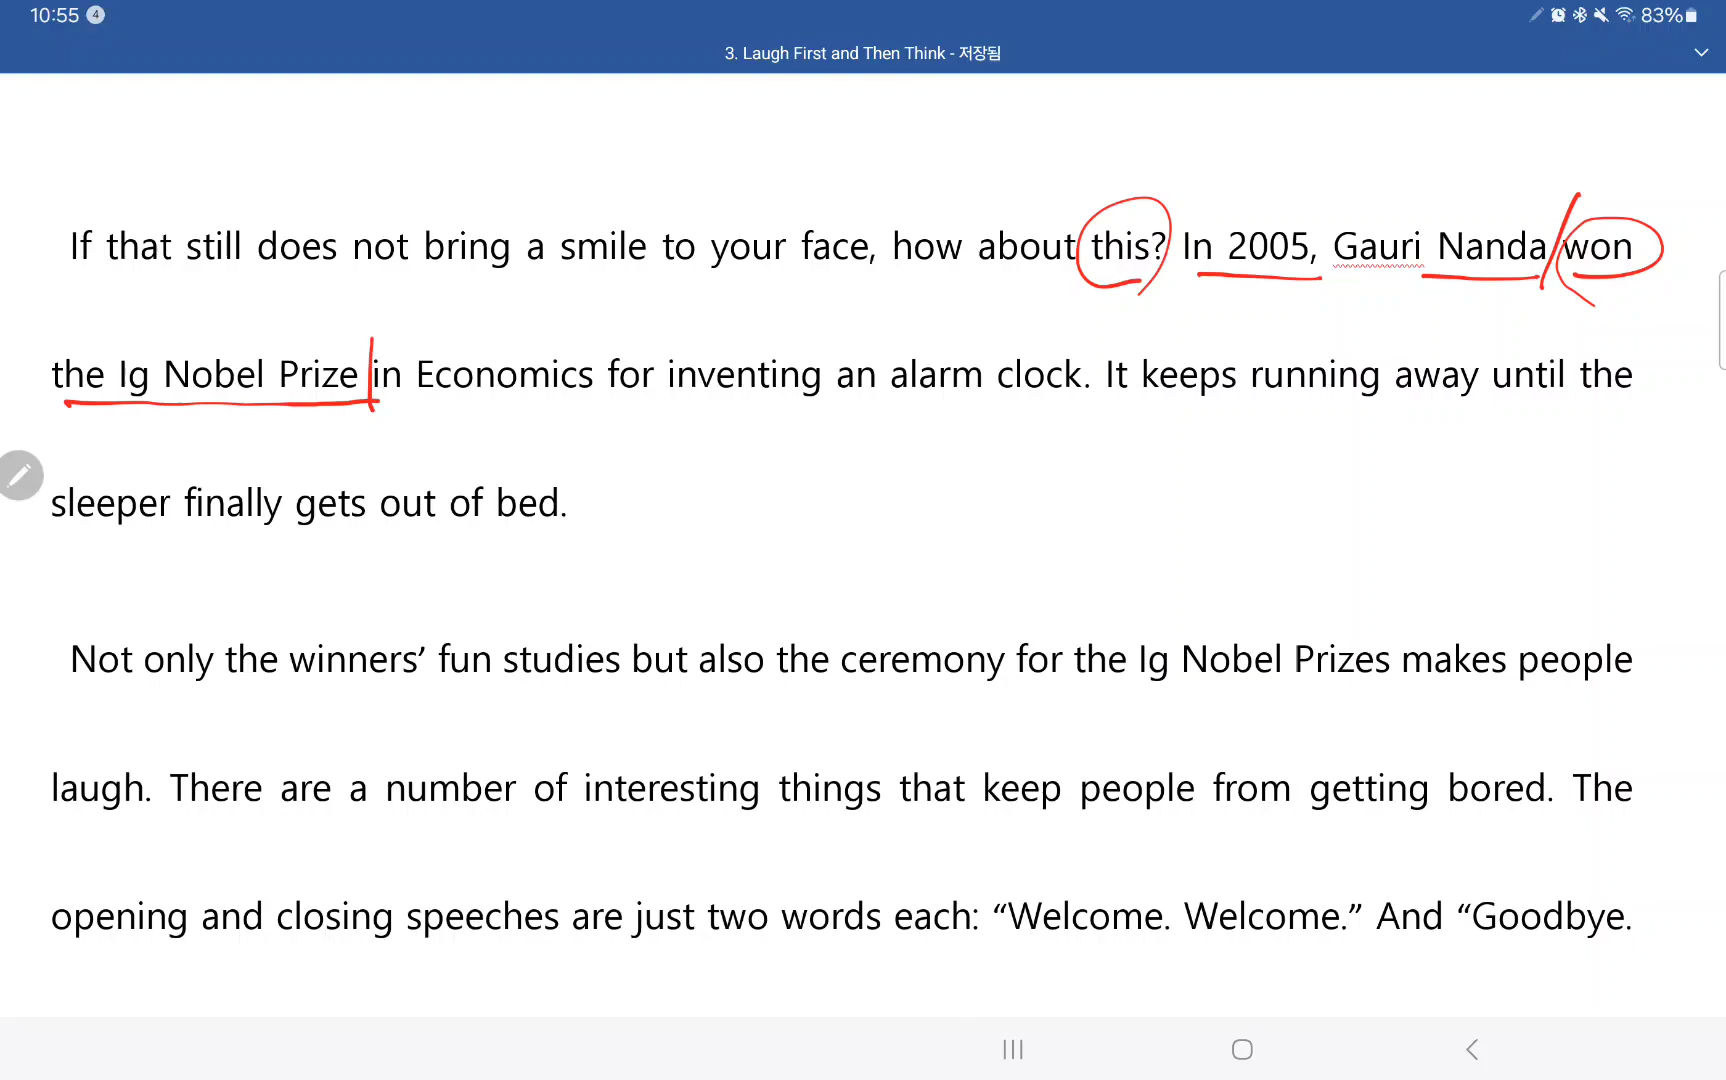 10:55 4 83%
3. Laugh First and Then Think - 저장됨
If that still does not bring a smile to your face, how about this? In 2005, Gauri Nanda won
the Ig Nobel Prize in Economics for inventing an alarm clock. It keeps running away until the
sleeper finally gets out of bed.
Not only the winners’ fun studies but also the ceremony for the Ig Nobel Prizes makes people
laugh. There are a number of interesting things that keep people from getting bored. The
opening and closing speeches are just two words each: “Welcome. Welcome.” And “Goodbye.